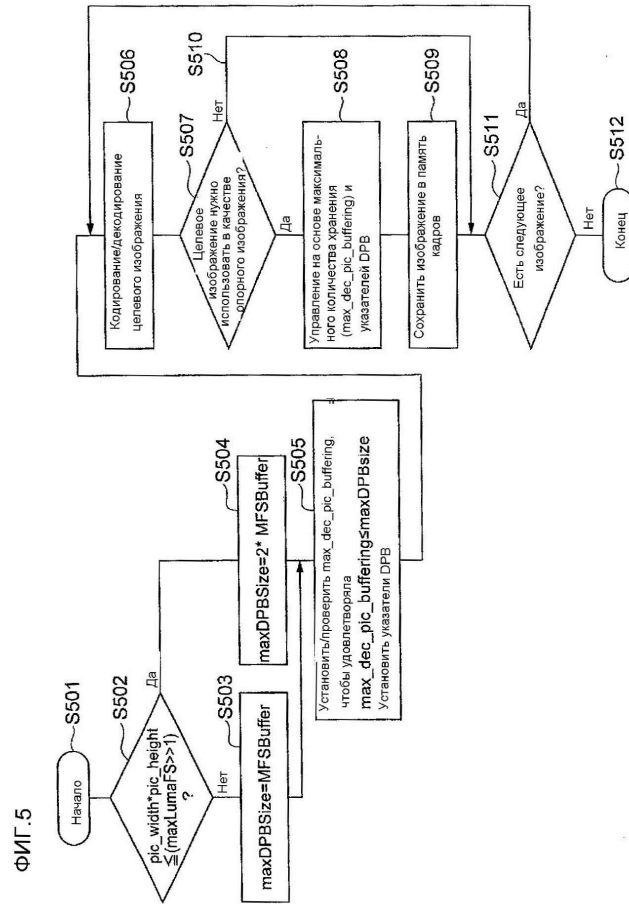 ФИГ.5
Начало
S501
pic_width*pic_height
≦(maxLumaFS>>1)
?
S502
Да
Нет
maxDPBSize=MFSBuffer
S503
maxDPBSize=2* MFSBuffer
S504
Установить/проверить max_dec_pic_buffering,
чтобы удовлетворяла
max_dec_pic_buffering≤maxDPBsize
Установить указатели DPB
S505
Кодирование/декодирование
целевого изображения
S506
Целевое
изображение нужно
использовать в качестве
опорного изображения?
S507
Нет
S510
Да
Управление на основе максималь-
ного количества хранения
(max_dec_pic_buffering) и
указателей DPB
S508
Сохранить изображение в память
кадров
S509
Есть следующее
изображение?
S511
Да
Нет
Конец
S512